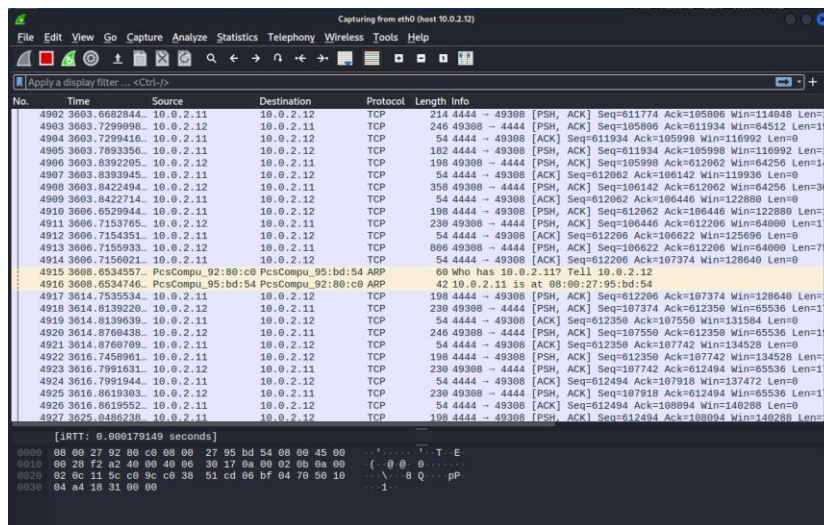 Capturing from eth0 (host 10.0.2.12)
File Edit View Go Capture Analyze Statistics Telephony Wireless Tools Help
Apply a display filter ... <Ctrl-/>
No. Time Source Destination Protocol Length Info
4902 3603.6682844… 10.0.2.11 10.0.2.12 TCP 214 4444 → 49308 [PSH, ACK] Seq=611774 Ack=105806 Win=114048 Len=
4903 3603.7299098… 10.0.2.12 10.0.2.11 TCP 246 49308 → 4444 [PSH, ACK] Seq=105806 Ack=611934 Win=64512 Len=
4904 3603.7299416… 10.0.2.11 10.0.2.12 TCP 54 4444 → 49308 [ACK] Seq=611934 Ack=105998 Win=116992 Len=0
4905 3603.7893356… 10.0.2.11 10.0.2.12 TCP 182 4444 → 49308 [PSH, ACK] Seq=611934 Ack=105998 Win=116992 Len=
4906 3603.8392205… 10.0.2.12 10.0.2.11 TCP 198 49308 → 4444 [PSH, ACK] Seq=105998 Ack=612062 Win=64256 Len=
4907 3603.8393945… 10.0.2.11 10.0.2.12 TCP 54 4444 → 49308 [ACK] Seq=612062 Ack=106142 Win=119936 Len=0
4908 3603.8422494… 10.0.2.12 10.0.2.11 TCP 358 49308 → 4444 [PSH, ACK] Seq=106142 Ack=612062 Win=64256 Len=
4909 3603.8422714… 10.0.2.11 10.0.2.12 TCP 54 4444 → 49308 [ACK] Seq=612062 Ack=106446 Win=122880 Len=0
4910 3606.6529944… 10.0.2.11 10.0.2.12 TCP 198 4444 → 49308 [PSH, ACK] Seq=612062 Ack=106446 Win=122880 Len=
4911 3606.7153765… 10.0.2.12 10.0.2.11 TCP 230 49308 → 4444 [PSH, ACK] Seq=106446 Ack=612206 Win=64000 Len=
4912 3606.7154351… 10.0.2.11 10.0.2.12 TCP 54 4444 → 49308 [ACK] Seq=612206 Ack=106622 Win=125696 Len=0
4913 3606.7155933… 10.0.2.12 10.0.2.11 TCP 806 49308 → 4444 [PSH, ACK] Seq=106622 Ack=612206 Win=64000 Len=
4914 3606.7156021… 10.0.2.11 10.0.2.12 TCP 54 4444 → 49308 [ACK] Seq=612206 Ack=107374 Win=128640 Len=0
4915 3608.6534557… PcsCompu_92:80:c0 PcsCompu_95:bd:54 ARP 60 Who has 10.0.2.11? Tell 10.0.2.12
4916 3608.6534746… PcsCompu_95:bd:54 PcsCompu_92:80:c0 ARP 42 10.0.2.11 is at 08:00:27:95:bd:54
4917 3614.7535534… 10.0.2.11 10.0.2.12 TCP 198 4444 → 49308 [PSH, ACK] Seq=612206 Ack=107374 Win=128640 Len=
4918 3614.8139220… 10.0.2.12 10.0.2.11 TCP 230 49308 → 4444 [PSH, ACK] Seq=107374 Ack=612350 Win=65536 Len=
4919 3614.8139639… 10.0.2.11 10.0.2.12 TCP 54 4444 → 49308 [ACK] Seq=612350 Ack=107550 Win=131584 Len=0
4920 3614.8760438… 10.0.2.12 10.0.2.11 TCP 246 49308 → 4444 [PSH, ACK] Seq=107550 Ack=612350 Win=65536 Len=
4921 3614.8760709… 10.0.2.11 10.0.2.12 TCP 54 4444 → 49308 [ACK] Seq=612350 Ack=107742 Win=134528 Len=0
4922 3616.7458961… 10.0.2.11 10.0.2.12 TCP 198 4444 → 49308 [PSH, ACK] Seq=612350 Ack=107742 Win=134528 Len=
4923 3616.7991631… 10.0.2.12 10.0.2.11 TCP 230 49308 → 4444 [PSH, ACK] Seq=107742 Ack=612494 Win=65536 Len=
4924 3616.7991944… 10.0.2.11 10.0.2.12 TCP 54 4444 → 49308 [ACK] Seq=612494 Ack=107918 Win=137472 Len=0
4925 3616.8619303… 10.0.2.12 10.0.2.11 TCP 230 49308 → 4444 [PSH, ACK] Seq=107918 Ack=612494 Win=65536 Len=
4926 3616.8619552… 10.0.2.11 10.0.2.12 TCP 54 4444 → 49308 [ACK] Seq=612494 Ack=108094 Win=140288 Len=0
4927 3625.0486238… 10.0.2.11 10.0.2.12 TCP 198 4444 → 49308 [PSH, ACK] Seq=612494 Ack=108094 Win=140288 Len=
[iRTT: 0.000179149 seconds]
0000 08 00 27 92 80 c0 08 00 27 95 bd 54 08 00 45 00 ··'····· '··T··E·
0010 00 28 f2 a2 40 00 40 06 30 17 0a 00 02 0b 0a 00 ·(··@·@· 0·······
0020 02 0c 11 5c c0 9c c0 38 51 cd 06 bf 04 70 50 10 ···\···8 Q····pP·
0030 04 a4 18 31 00 00 ···1··